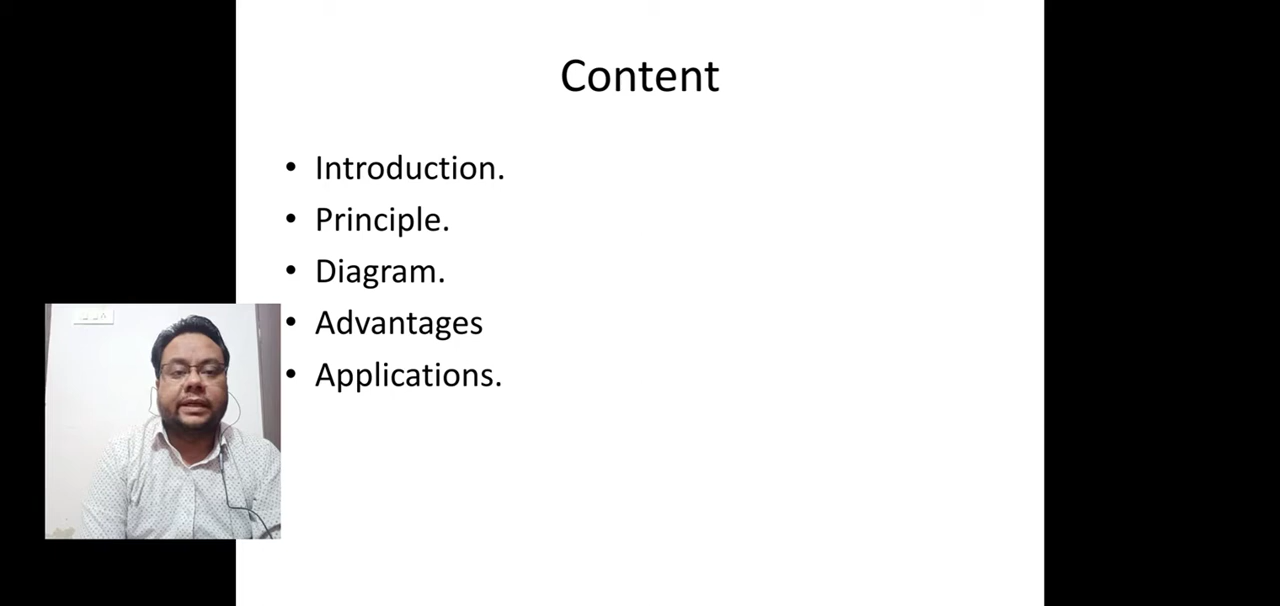 Content
• Introduction.
• Principle.
• Diagram.
• Advantages
• Applications.